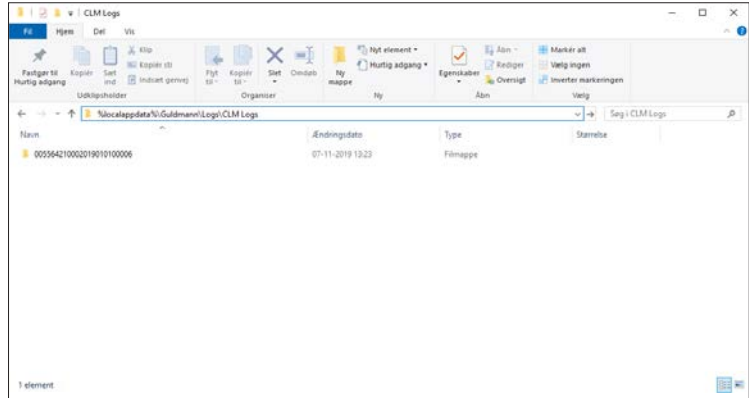 CLM Logs
Fil Hjem Del Vis
Fastgør til Hurtig adgang
Kopiér
Sæt ind
Klip
Kopiér sti
Indsæt genvej
Udklipsholder
Flyt til
Kopiér til
Slet
Omdøb
Organiser
Ny mappe
Nyt element
Hurtig adgang
Ny
Egenskaber
Åbn
Rediger
Oversigt
Åbn
Markér alt
Vælg ingen
Inverter markeringen
Vælg
%localappdata%\Guldmann\Logs\CLM Logs
Søg i CLM Logs
Navn Ændringsdato Type Størrelse
005564210002019010100006 07-11-2019 13:23 Filmappe
1 element